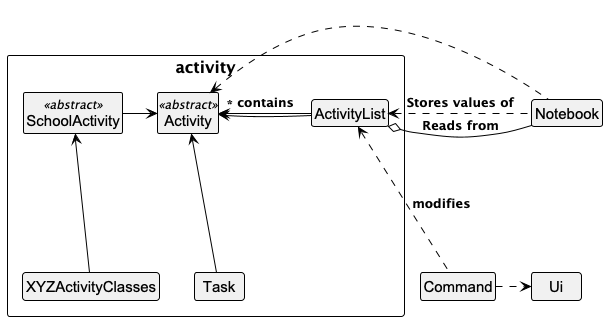 activity
«abstract»
SchoolActivity
«abstract»
Activity
* contains
ActivityList
Stores values of
Reads from
Notebook
modifies
XYZActivityClasses
Task
Command
Ui